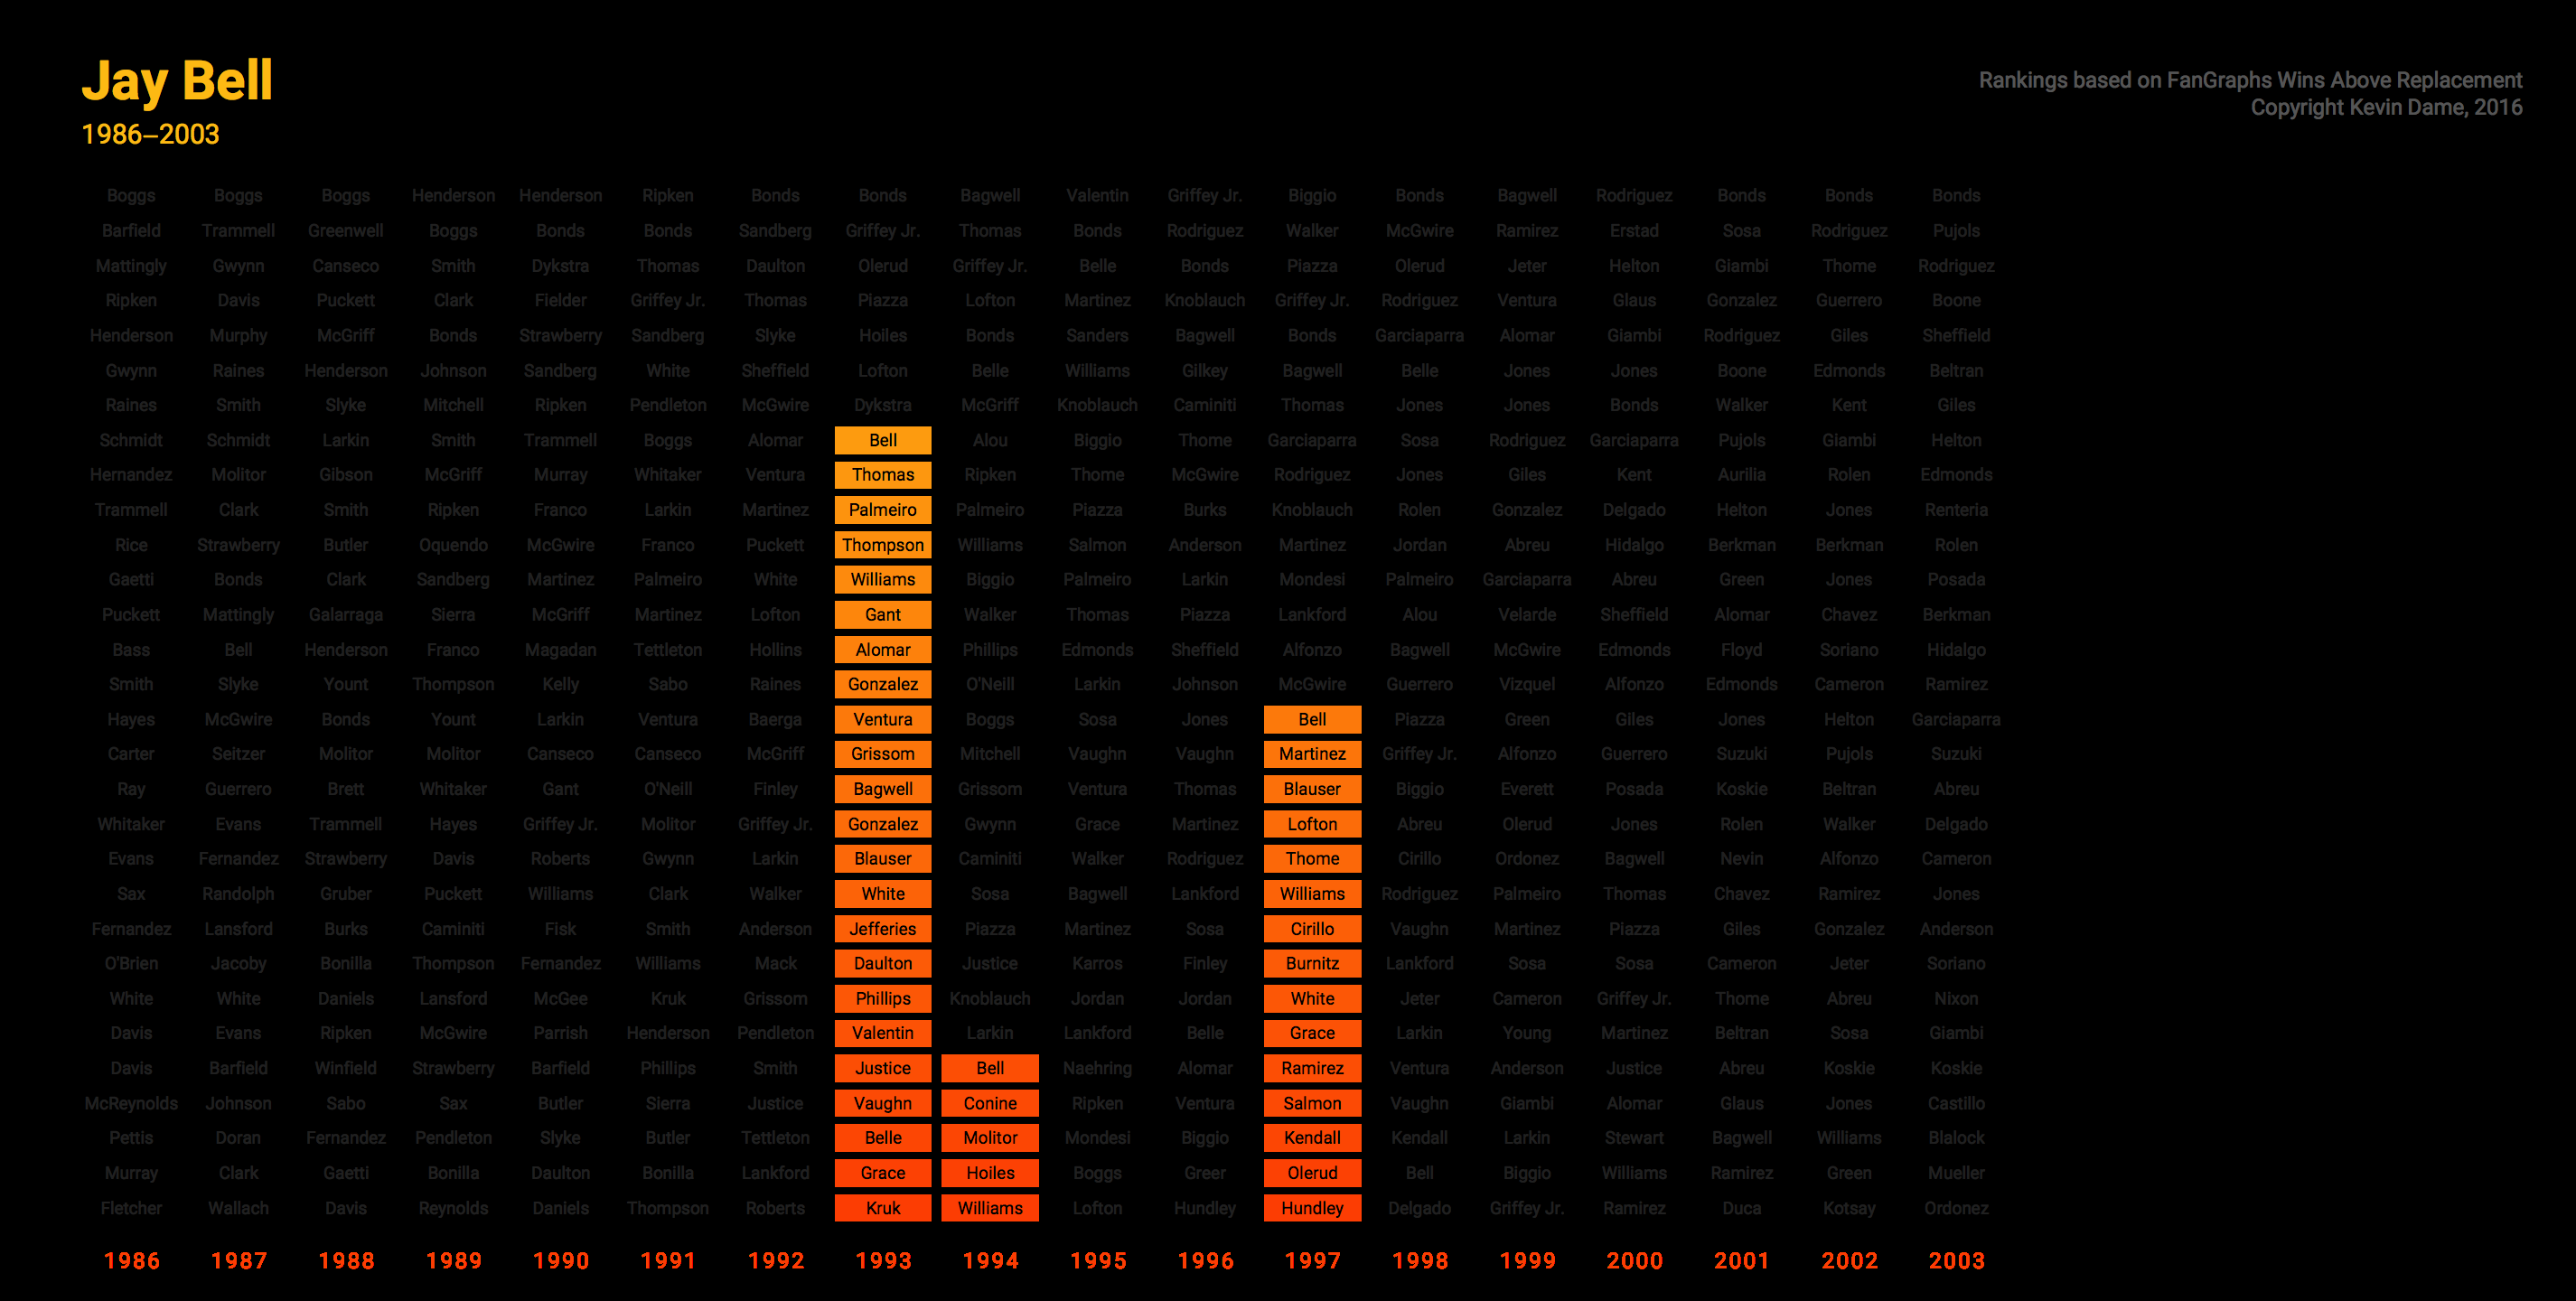 Jay Bell
1986–2003
Rankings based on FanGraphs Wins Above Replacement
Copyright Kevin Dame, 2016
Boggs Boggs Boggs Henderson Henderson Ripken Bonds Bonds Bagwell Valentin Griffey Jr. Biggio Bonds Bagwell Rodriguez Bonds Bonds Bonds
Barfield Trammell Greenwell Boggs Bonds Bonds Sandberg Griffey Jr. Thomas Bonds Rodriguez Walker McGwire Ramirez Erstad Sosa Rodriguez Pujols
Mattingly Gwynn Canseco Smith Dykstra Thomas Daulton Olerud Griffey Jr. Belle Bonds Piazza Olerud Jeter Helton Giambi Thome Rodriguez
Ripken Davis Puckett Clark Fielder Griffey Jr. Thomas Piazza Lofton Martinez Knoblauch Griffey Jr. Rodriguez Ventura Glaus Gonzalez Guerrero Boone
Henderson Murphy McGriff Bonds Strawberry Sandberg Slyke Hoiles Bonds Sanders Bagwell Bonds Garciaparra Alomar Giambi Rodriguez Giles Sheffield
Gwynn Raines Henderson Johnson Sandberg White Sheffield Lofton Belle Williams Gilkey Bagwell Belle Jones Jones Boone Edmonds Beltran
Raines Smith Slyke Mitchell Ripken Pendleton McGwire Dykstra McGriff Knoblauch Caminiti Thomas Jones Jones Bonds Walker Kent Giles
Schmidt Schmidt Larkin Smith Trammell Boggs Alomar Bell Alou Biggio Thome Garciaparra Sosa Rodriguez Garciaparra Pujols Giambi Helton
Hernandez Molitor Gibson McGriff Murray Whitaker Ventura Thomas Ripken Thome McGwire Rodriguez Jones Giles Kent Aurilia Rolen Edmonds
Trammell Clark Smith Ripken Franco Larkin Martinez Palmeiro Palmeiro Piazza Burks Knoblauch Rolen Gonzalez Delgado Helton Jones Renteria
Rice Strawberry Butler Oquendo McGwire Franco Puckett Thompson Williams Salmon Anderson Martinez Jordan Abreu Hidalgo Berkman Berkman Rolen
Gaetti Bonds Clark Sandberg Martinez Palmeiro White Williams Biggio Palmeiro Larkin Mondesi Palmeiro Garciaparra Abreu Green Jones Posada
Puckett Mattingly Galarraga Sierra McGriff Martinez Lofton Gant Walker Thomas Piazza Lankford Alou Velarde Sheffield Alomar Chavez Berkman
Bass Bell Henderson Franco Magadan Tettleton Hollins Alomar Phillips Edmonds Sheffield Alfonzo Bagwell McGwire Edmonds Floyd Soriano Hidalgo
Smith Slyke Yount Thompson Kelly Sabo Raines Gonzalez O'Neill Larkin Johnson McGwire Guerrero Vizquel Alfonzo Edmonds Cameron Ramirez
Hayes McGwire Bonds Yount Larkin Ventura Baerga Ventura Boggs Sosa Jones Bell Piazza Green Giles Jones Helton Garciaparra
Carter Seitzer Molitor Molitor Canseco Canseco McGriff Grissom Mitchell Vaughn Vaughn Martinez Griffey Jr. Alfonzo Guerrero Suzuki Pujols Suzuki
Ray Guerrero Brett Whitaker Gant O'Neill Finley Bagwell Grissom Ventura Thomas Blauser Biggio Everett Posada Koskie Beltran Abreu
Whitaker Evans Trammell Hayes Griffey Jr. Molitor Griffey Jr. Gonzalez Gwynn Grace Martinez Lofton Abreu Olerud Jones Rolen Walker Delgado
Evans Fernandez Strawberry Davis Roberts Gwynn Larkin Blauser Caminiti Walker Rodriguez Thome Cirillo Ordonez Bagwell Nevin Alfonzo Cameron
Sax Randolph Gruber Puckett Williams Clark Walker White Sosa Bagwell Lankford Williams Rodriguez Palmeiro Thomas Chavez Ramirez Jones
Fernandez Lansford Burks Caminiti Fisk Smith Anderson Jefferies Piazza Martinez Sosa Cirillo Vaughn Martinez Piazza Giles Gonzalez Anderson
O'Brien Jacoby Bonilla Thompson Fernandez Williams Mack Daulton Justice Karros Finley Burnitz Lankford Sosa Sosa Cameron Jeter Soriano
White White Daniels Lansford McGee Kruk Grissom Phillips Knoblauch Jordan Jordan White Jeter Cameron Griffey Jr. Thome Abreu Nixon
Davis Evans Ripken McGwire Parrish Henderson Pendleton Valentin Larkin Lankford Belle Grace Larkin Young Martinez Beltran Sosa Giambi
Davis Barfield Winfield Strawberry Barfield Phillips Smith Justice Bell Naehring Alomar Ramirez Ventura Anderson Justice Abreu Koskie Koskie
McReynolds Johnson Sabo Sax Butler Sierra Justice Vaughn Conine Ripken Ventura Salmon Vaughn Giambi Alomar Glaus Jones Castillo
Pettis Doran Fernandez Pendleton Slyke Butler Tettleton Belle Molitor Mondesi Biggio Kendall Kendall Larkin Stewart Bagwell Williams Blalock
Murray Clark Gaetti Bonilla Daulton Bonilla Lankford Grace Hoiles Boggs Greer Olerud Bell Biggio Williams Ramirez Green Mueller
Fletcher Wallach Davis Reynolds Daniels Thompson Roberts Kruk Williams Lofton Hundley Hundley Delgado Griffey Jr. Ramirez Duca Kotsay Ordonez
1986 1987 1988 1989 1990 1991 1992 1993 1994 1995 1996 1997 1998 1999 2000 2001 2002 2003